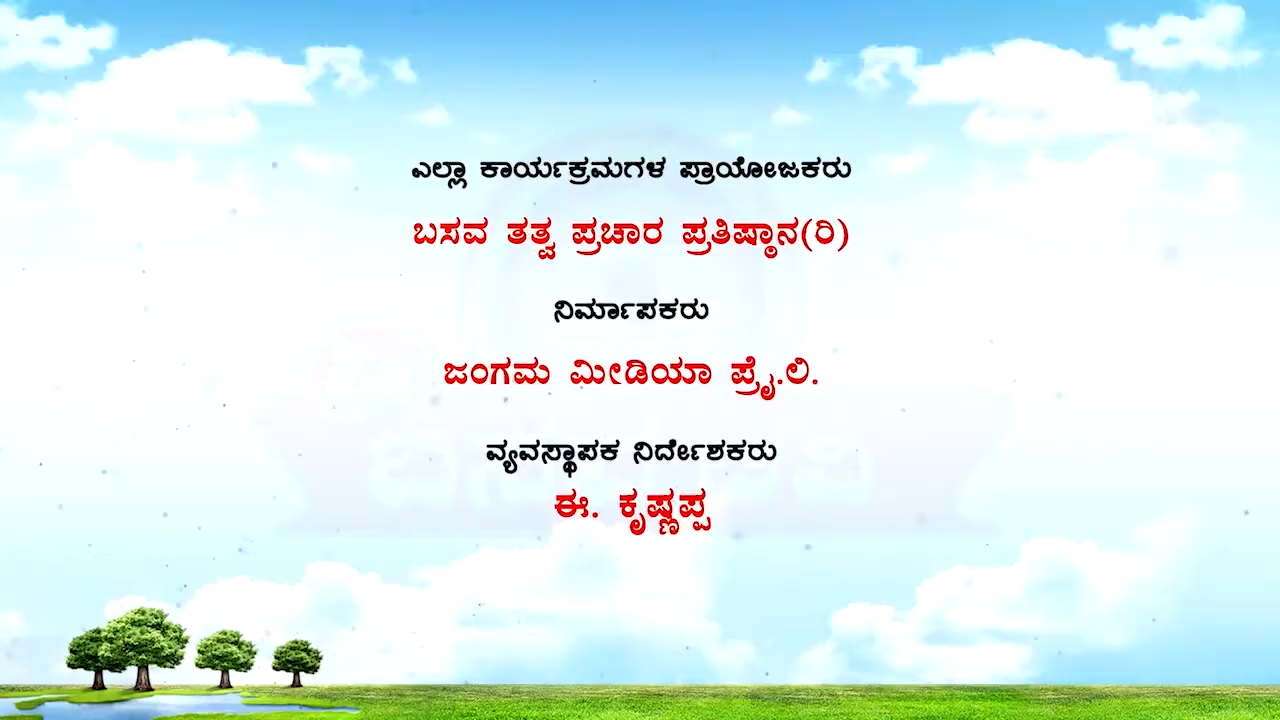 ಎಲ್ಲಾ ಕಾರ್ಯಕ್ರಮಗಳ ಪ್ರಾಯೋಜಕರು
ಬಸವ ತತ್ವ ಪ್ರಚಾರ ಪ್ರತಿಷ್ಠಾನ(ರಿ)
ನಿರ್ಮಾಪಕರು
ಜಂಗಮ ಮೀಡಿಯಾ ಪ್ರೈ.ಲಿ.
ವ್ಯವಸ್ಥಾಪಕ ನಿರ್ದೇಶಕರು
ಈ. ಕೃಷ್ಣಪ್ಪ